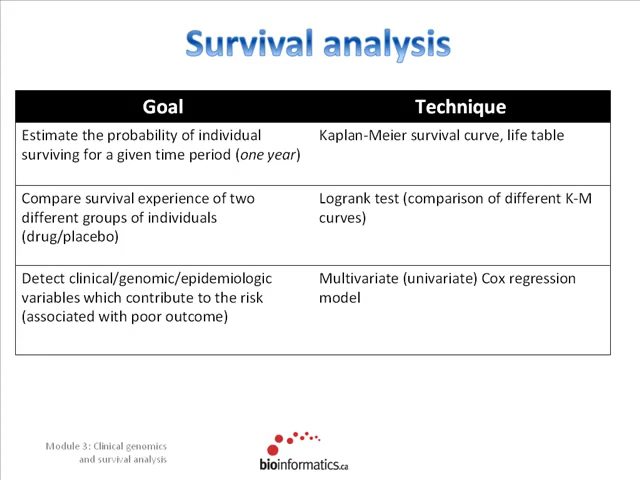 Survival analysis
Goal
Technique
Estimate the probability of individual
surviving for a given time period (one year)
Kaplan-Meier survival curve, life table
Compare survival experience of two
different groups of individuals
(drug/placebo)
Logrank test (comparison of different K-M
curves)
Detect clinical/genomic/epidemiologic
variables which contribute to the risk
(associated with poor outcome)
Multivariate (univariate) Cox regression
model
Module 3: Clinical genomics
and survival analysis
bioinformatics.ca